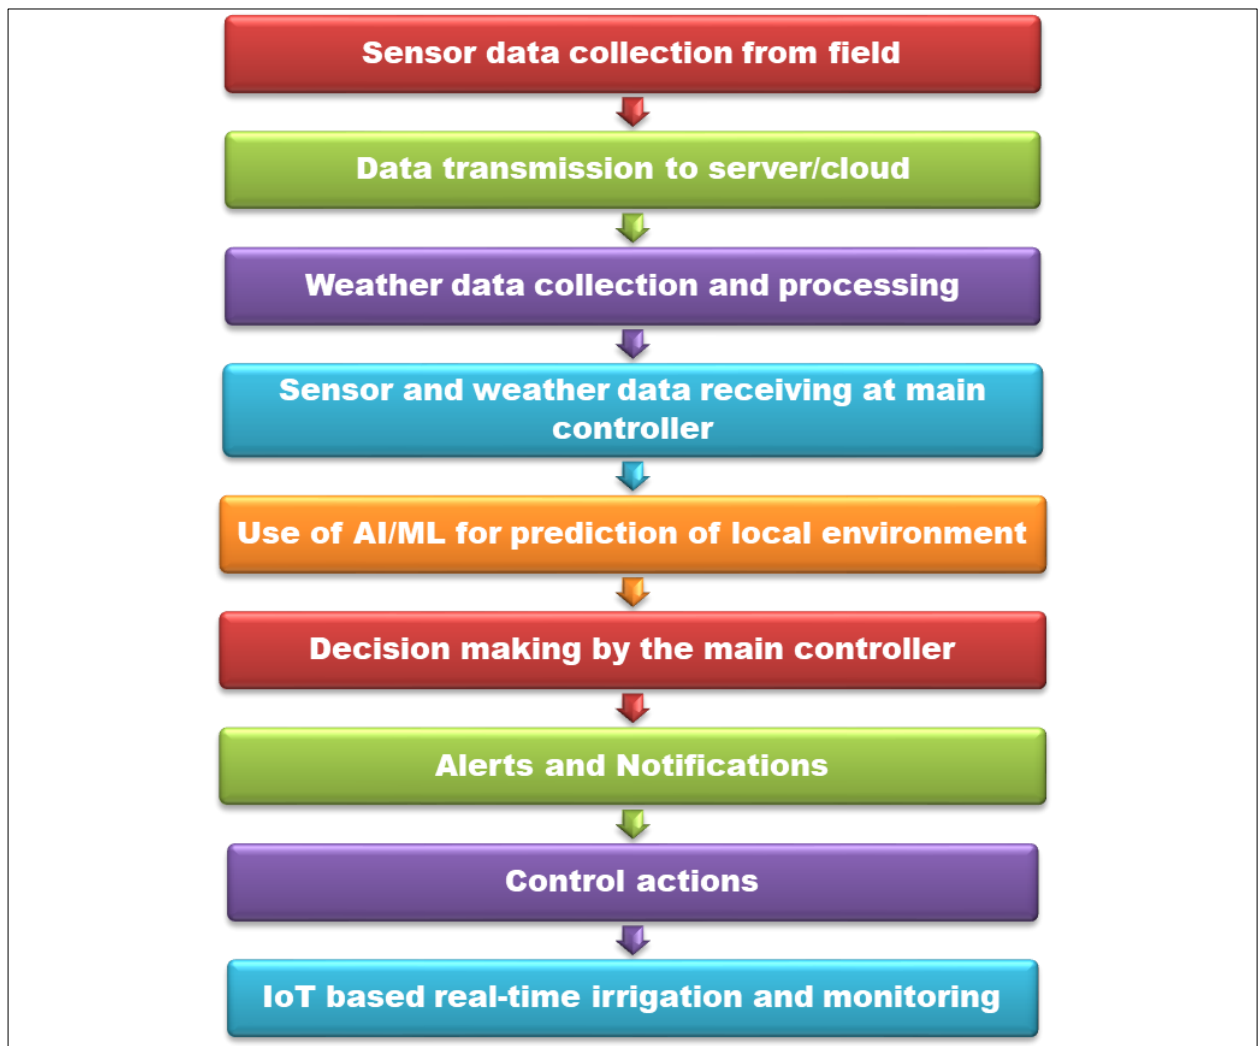 Sensor data collection from field
Data transmission to server/cloud
Weather data collection and processing
Sensor and weather data receiving at main
controller
Use of AI/ML for prediction of local environment
Decision making by the main controller
Alerts and Notifications
Control actions
IoT based real-time irrigation and monitoring